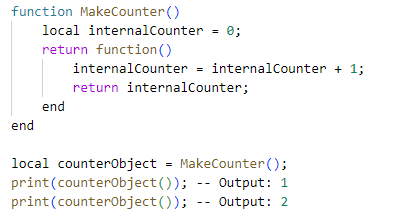 function MakeCounter()
    local internalCounter = 0;
    return function()
        internalCounter = internalCounter + 1;
        return internalCounter;
    end
end

local counterObject = MakeCounter();
print(counterObject()); -- Output: 1
print(counterObject()); -- Output: 2